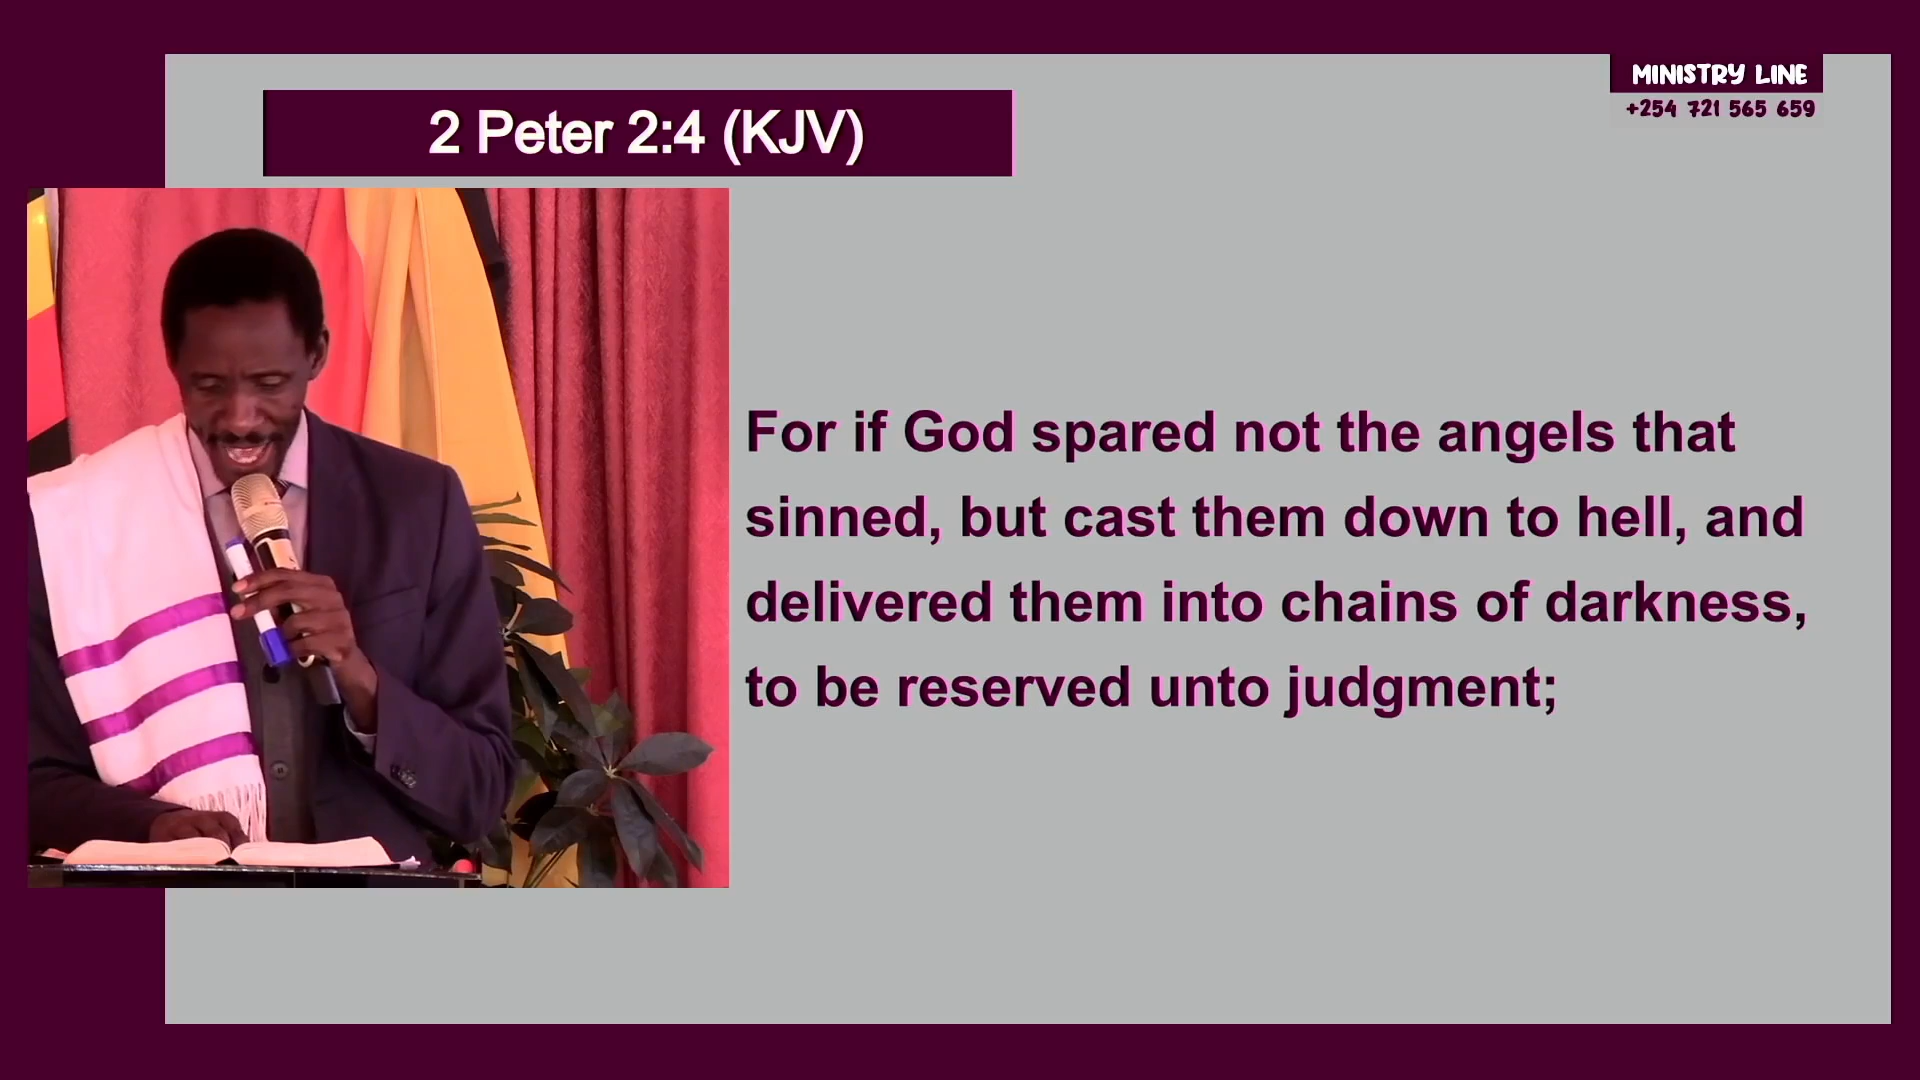 MINISTRY LINE
+254 721 565 659
2 Peter 2:4 (KJV)
For if God spared not the angels that
sinned, but cast them down to hell, and
delivered them into chains of darkness,
to be reserved unto judgment;